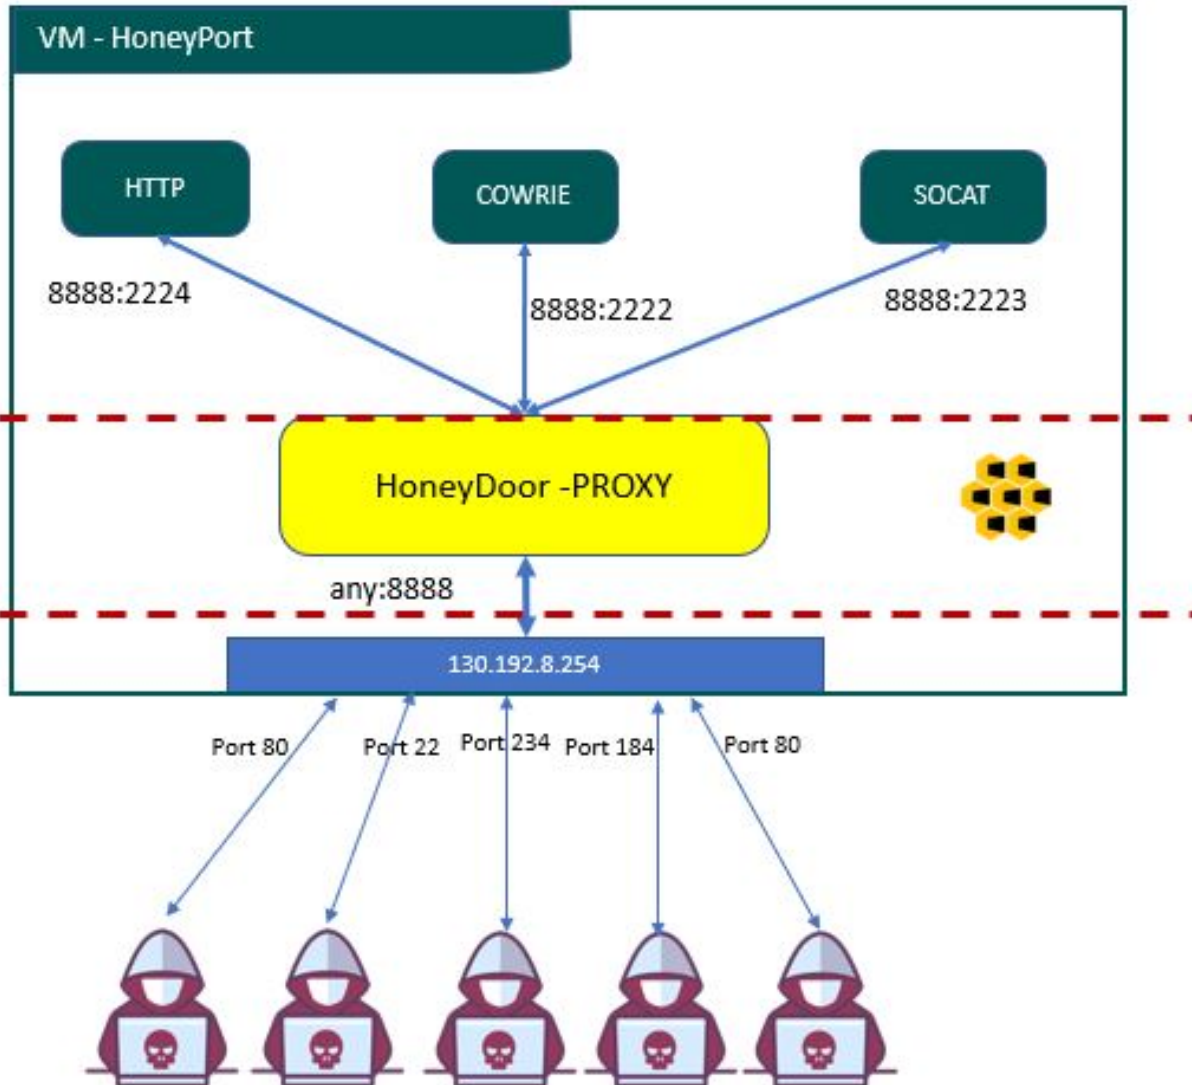 VM - HoneyPort
HTTP
COWRIE
SOCAT
8888:2224
8888:2222
8888:2223
HoneyDoor -PROXY
any:8888
130.192.8.254
Port 80
Port 22
Port 234
Port 184
Port 80